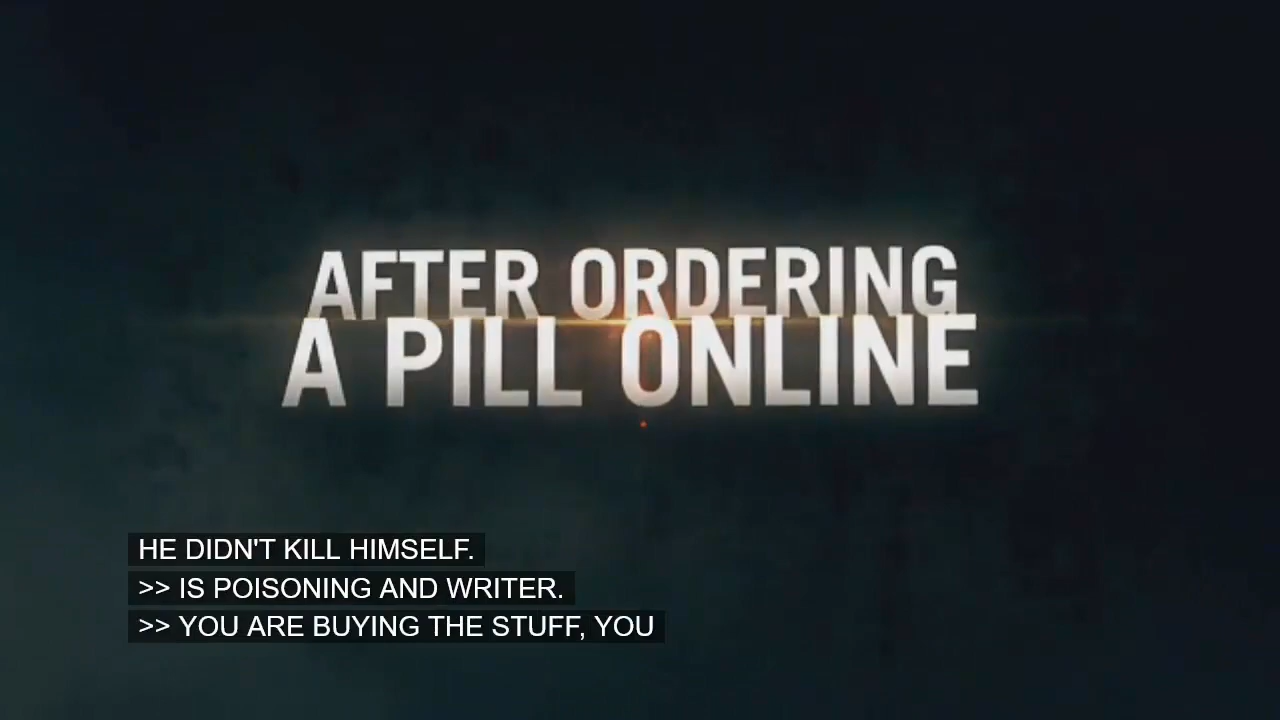 AFTER ORDERING
A PILL ONLINE
HE DIDN'T KILL HIMSELF.
>> IS POISONING AND WRITER.
>> YOU ARE BUYING THE STUFF, YOU